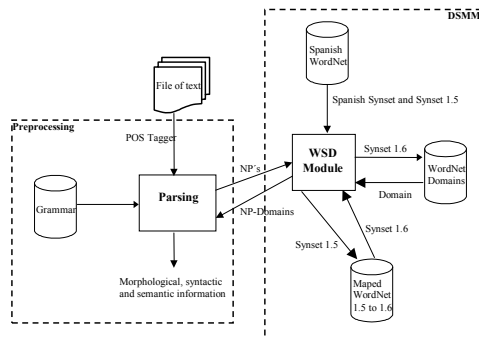 DSMM
Spanish
WordNet
File of text
Spanish Synset and Synset 1.5
Preprocessing
POS Tagger
WSD
Module
Synset 1.6
NP´s
WordNet
Domains
Parsing
Domain
Grammar
NP-Domains
Synset 1.6
Synset 1.5
Morphological, syntactic
and semantic information
Maped
WordNet
1.5 to 1.6